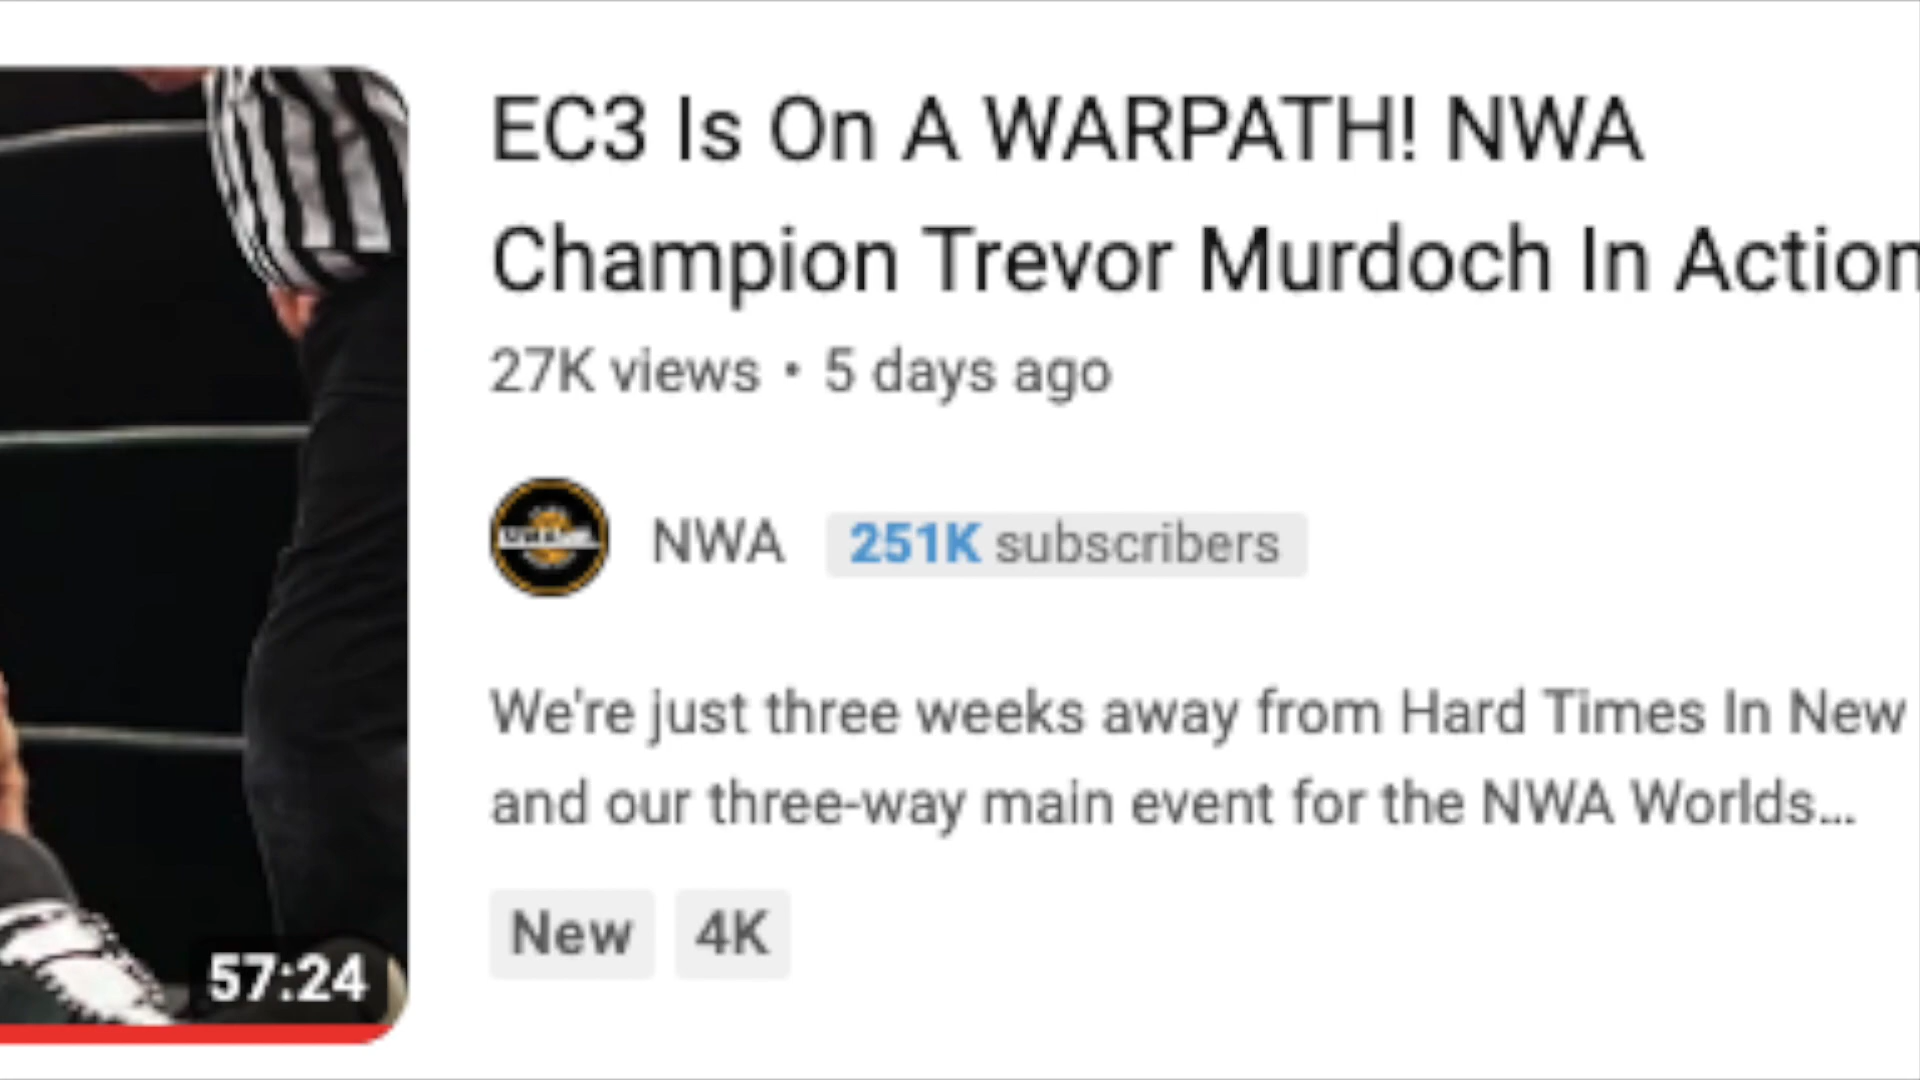 EC3 Is On A WARPATH! NWA
Champion Trevor Murdoch In Action
27K views • 5 days ago
NWA 251K subscribers
We're just three weeks away from Hard Times In New
and our three-way main event for the NWA Worlds...
New 4K
57:24